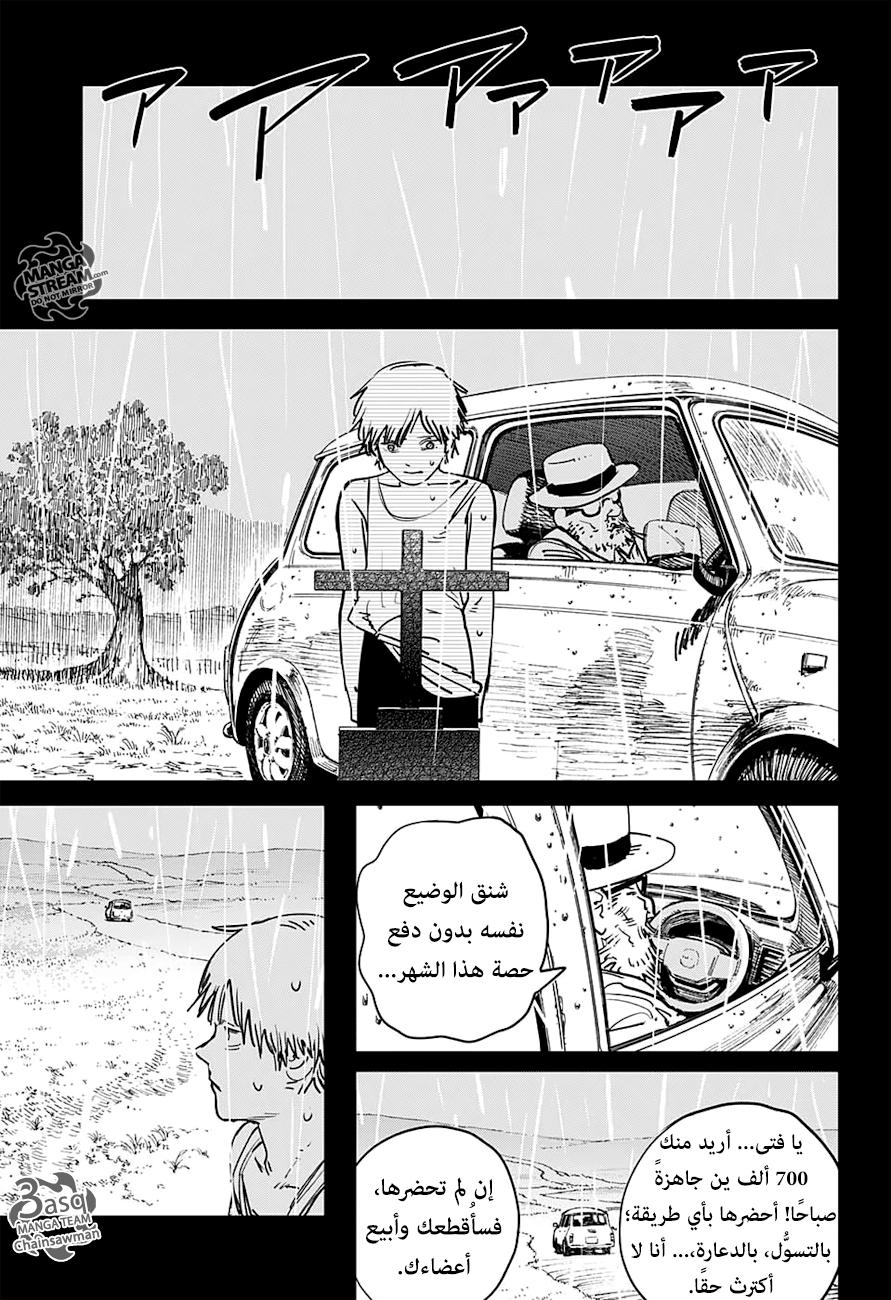 アアアアアアア
MANGA
STREAM.com
DO NOT MIRROR
شنق الوضيع
نفسه بدون دفع
حصة هذا الشهر...
يا فتى... أريد منك
700 ألف ين جاهزةً
صباحًا! أحضرها بأي طريقة؛
بالتسوُّل، بالدعارة،... أنا لا
أكترث حقًا.
إن لم تحضرها،
فسأُقطعك وأبيع
أعضاءك.
3asq
MANGA TEAM
Chainsawman